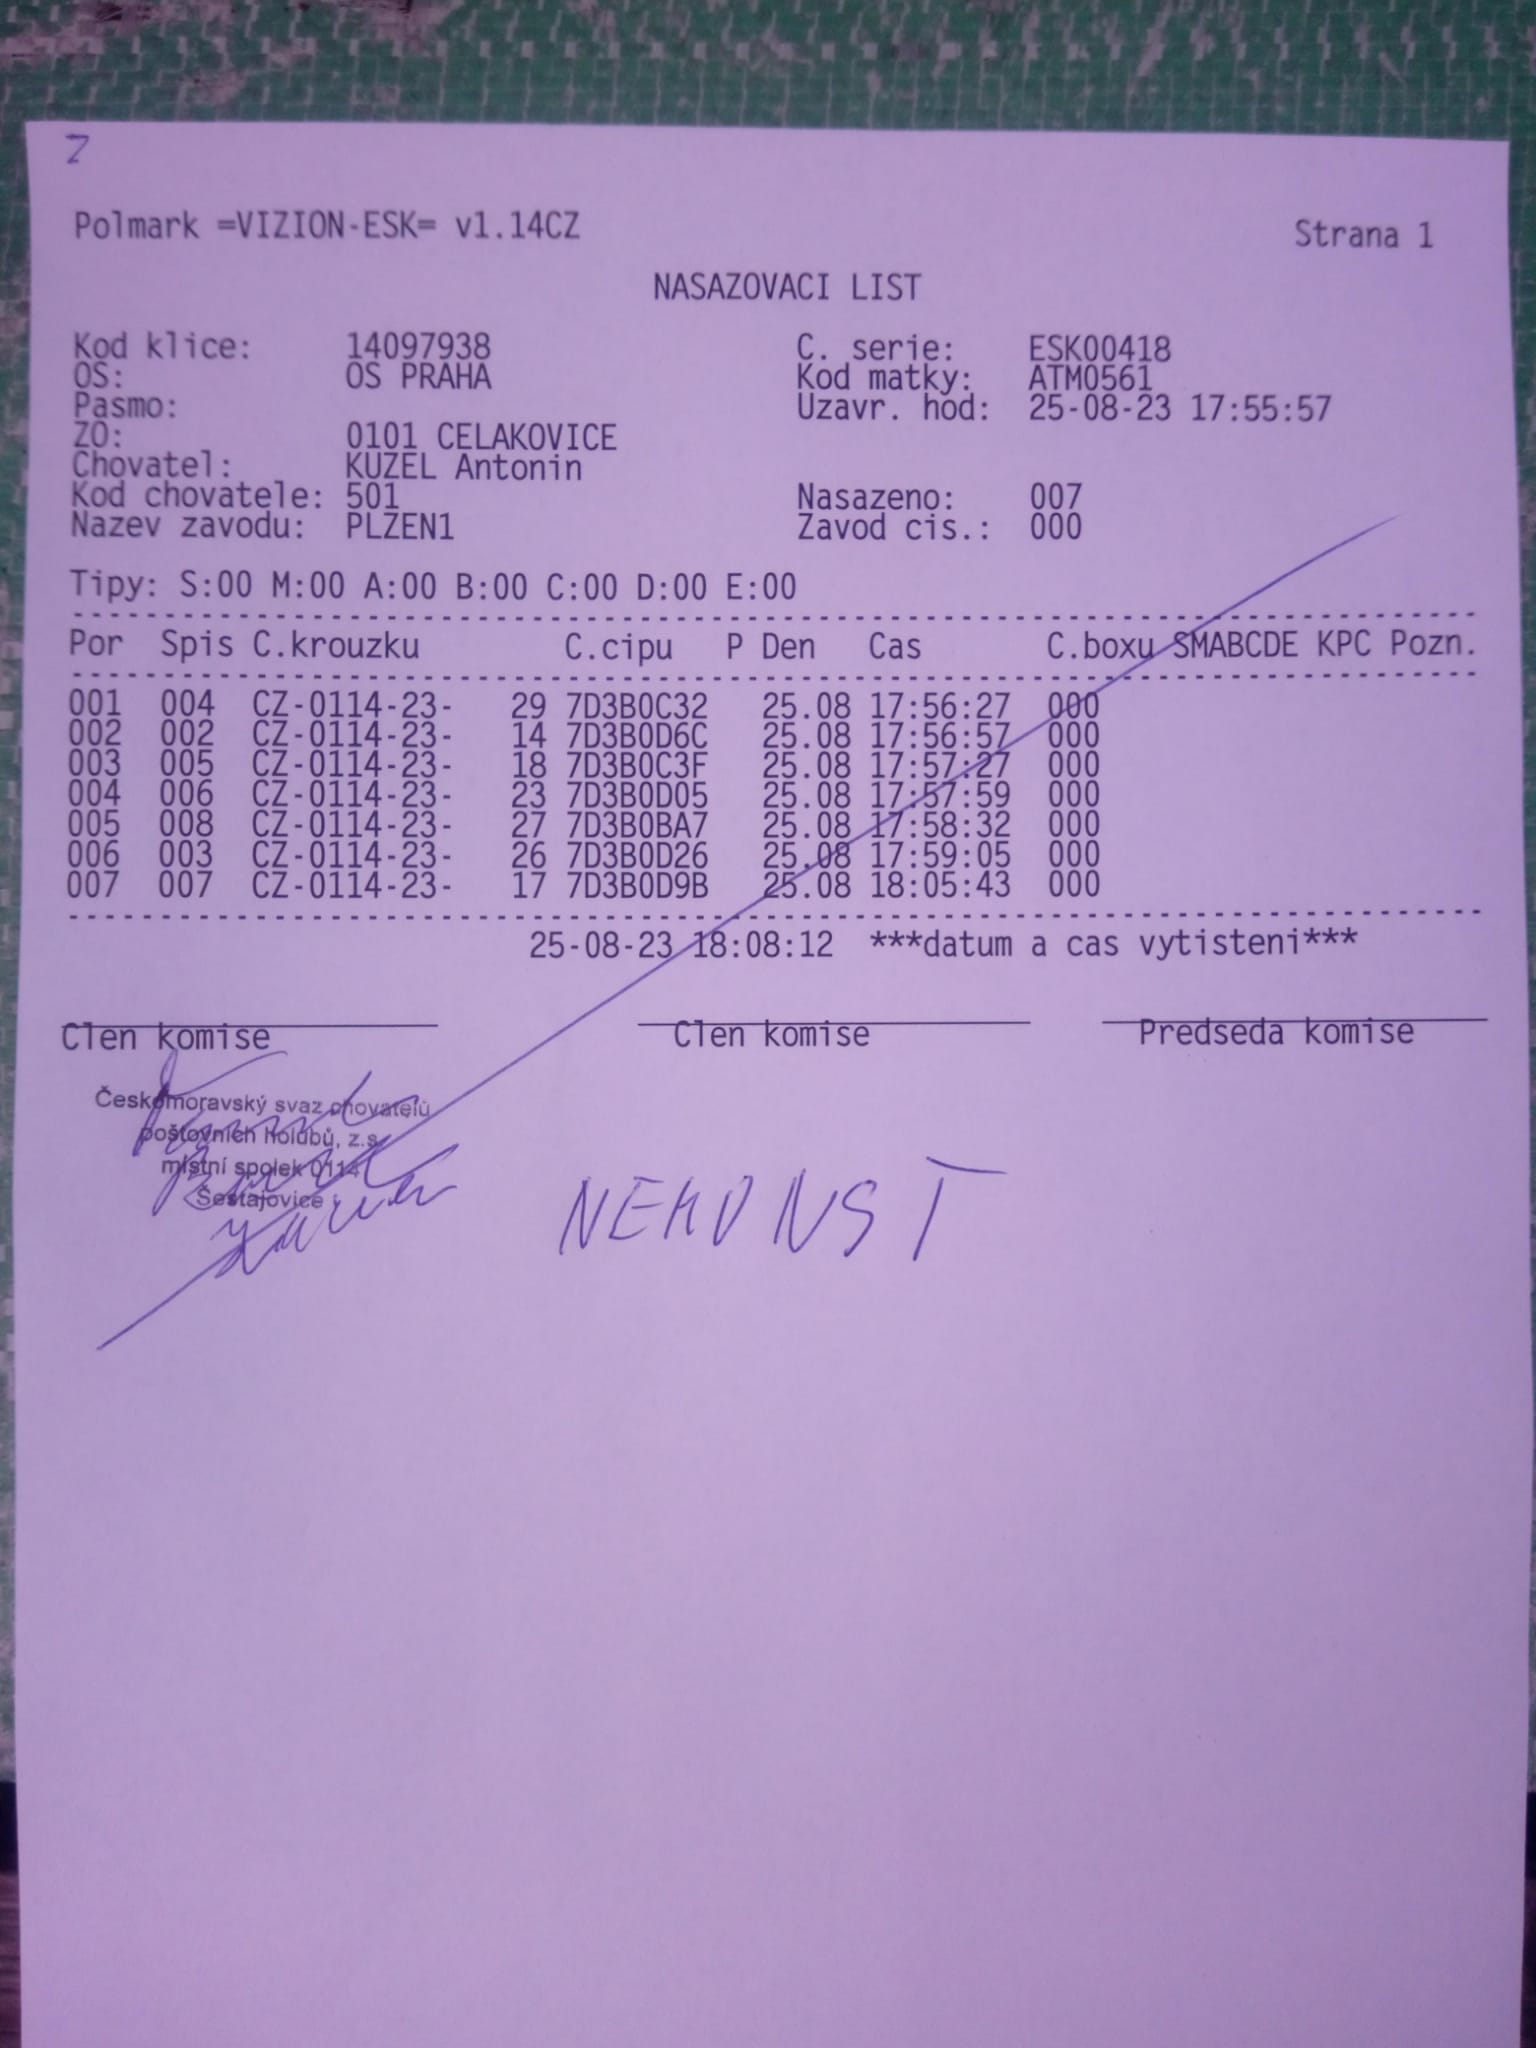 Z
Polmark =VIZION-ESK= v1.14CZ Strana 1
NASAZOVACI LIST
Kod klice: 14097938 C. serie: ESK00418
OS: OS PRAHA Kod matky: ATM0561
Pasmo: Uzavr. hod: 25-08-23 17:55:57
ZO: 0101 CELAKOVICE
Chovatel: KUZEL Antonin
Kod chovatele: 501 Nasazeno: 007
Nazev zavodu: PLZEN1 Zavod cis.: 000
Tipy: S:00 M:00 A:00 B:00 C:00 D:00 E:00
Por Spis C.krouzku C.cipu P Den Cas C.boxu SMABCDE KPC Pozn.
001 004 CZ-0114-23- 29 7D3B0C32 25.08 17:56:27 000
002 002 CZ-0114-23- 14 7D3B0D6C 25.08 17:56:57 000
003 005 CZ-0114-23- 18 7D3B0C3F 25.08 17:57:27 000
004 006 CZ-0114-23- 23 7D3B0D05 25.08 17:57:59 000
005 008 CZ-0114-23- 27 7D3B0BA7 25.08 17:58:32 000
006 003 CZ-0114-23- 26 7D3B0D26 25.08 17:59:05 000
007 007 CZ-0114-23- 17 7D3B0D9B 25.08 18:05:43 000
25-08-23 18:08:12 ***datum a cas vytisteni***
Clen komise Clen komise Predseda komise
Českomoravský svaz chovatelů
poštovních holubů, z.s.
místní spolek 0114
Šestajovice
NEKONST